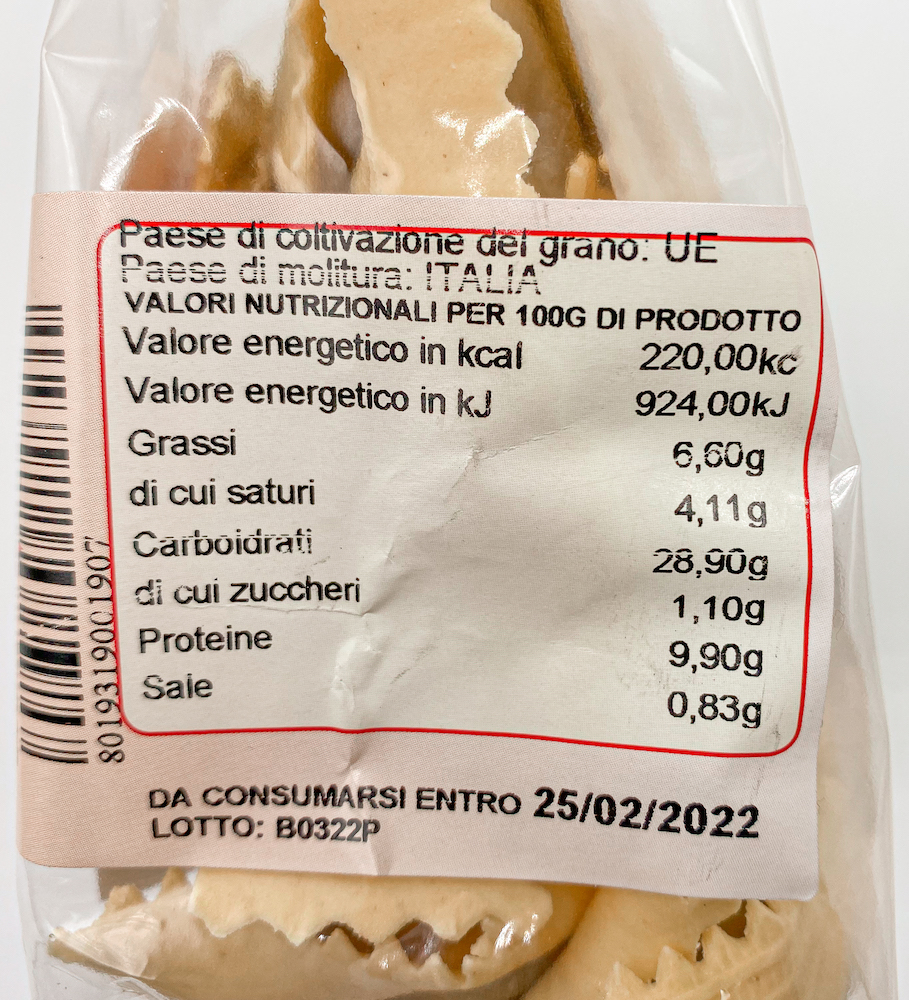 Paese di coltivazione del grano: UE
Paese di molitura: ITALIA
VALORI NUTRIZIONALI PER 100G DI PRODOTTO
Valore energetico in kcal 220,00kc
Valore energetico in kJ 924,00kJ
Grassi 6,60g
di cui saturi 4,11g
Carboidrati 28,90g
di cui zuccheri 1,10g
Proteine 9,90g
Sale 0,83g
DA CONSUMARSI ENTRO 25/02/2022
LOTTO: B0322P
8019319001907